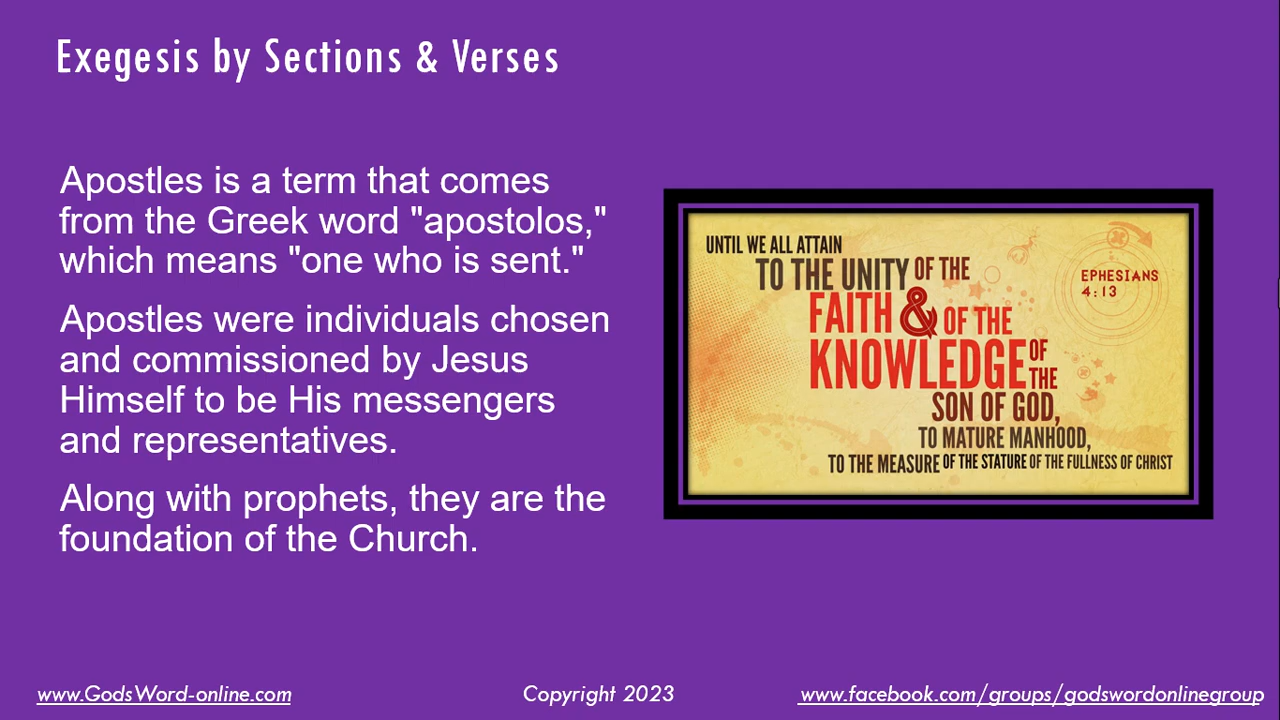 Exegesis by Sections & Verses
Apostles is a term that comes
from the Greek word "apostolos,"
which means "one who is sent."
Apostles were individuals chosen
and commissioned by Jesus
Himself to be His messengers
and representatives.
Along with prophets, they are the
foundation of the Church.
UNTIL WE ALL ATTAIN
TO THE UNITY OF THE
FAITH & OF THE
KNOWLEDGE OF THE
SON OF GOD,
TO MATURE MANHOOD,
TO THE MEASURE OF THE STATURE OF THE FULLNESS OF CHRIST
EPHESIANS
4:13
www.GodsWord-online.com
Copyright 2023
www.facebook.com/groups/godswordonlinegroup